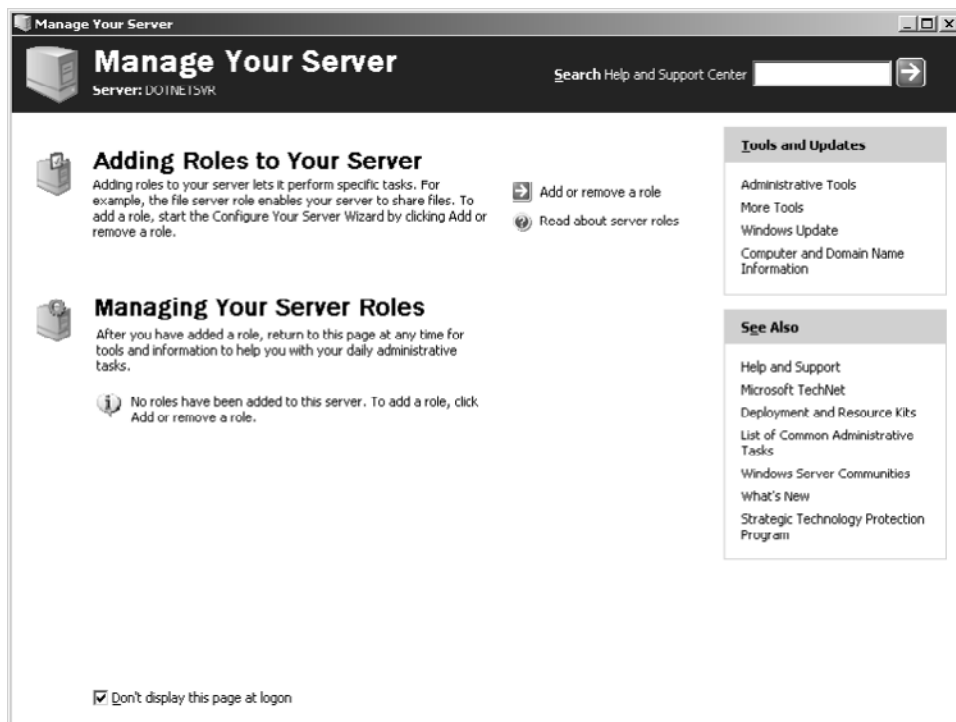 Manage Your Server
Manage Your Server
Server: DOTNETSVR
Search Help and Support Center
Adding Roles to Your Server
Adding roles to your server lets it perform specific tasks. For
example, the file server role enables your server to share files. To
add a role, start the Configure Your Server Wizard by clicking Add or
remove a role.
Add or remove a role
Read about server roles
Managing Your Server Roles
After you have added a role, return to this page at any time for
tools and information to help you with your daily administrative
tasks.
No roles have been added to this server. To add a role, click
Add or remove a role.
Tools and Updates
Administrative Tools
More Tools
Windows Update
Computer and Domain Name
Information
See Also
Help and Support
Microsoft TechNet
Deployment and Resource Kits
List of Common Administrative
Tasks
Windows Server Communities
What's New
Strategic Technology Protection
Program
Don't display this page at logon